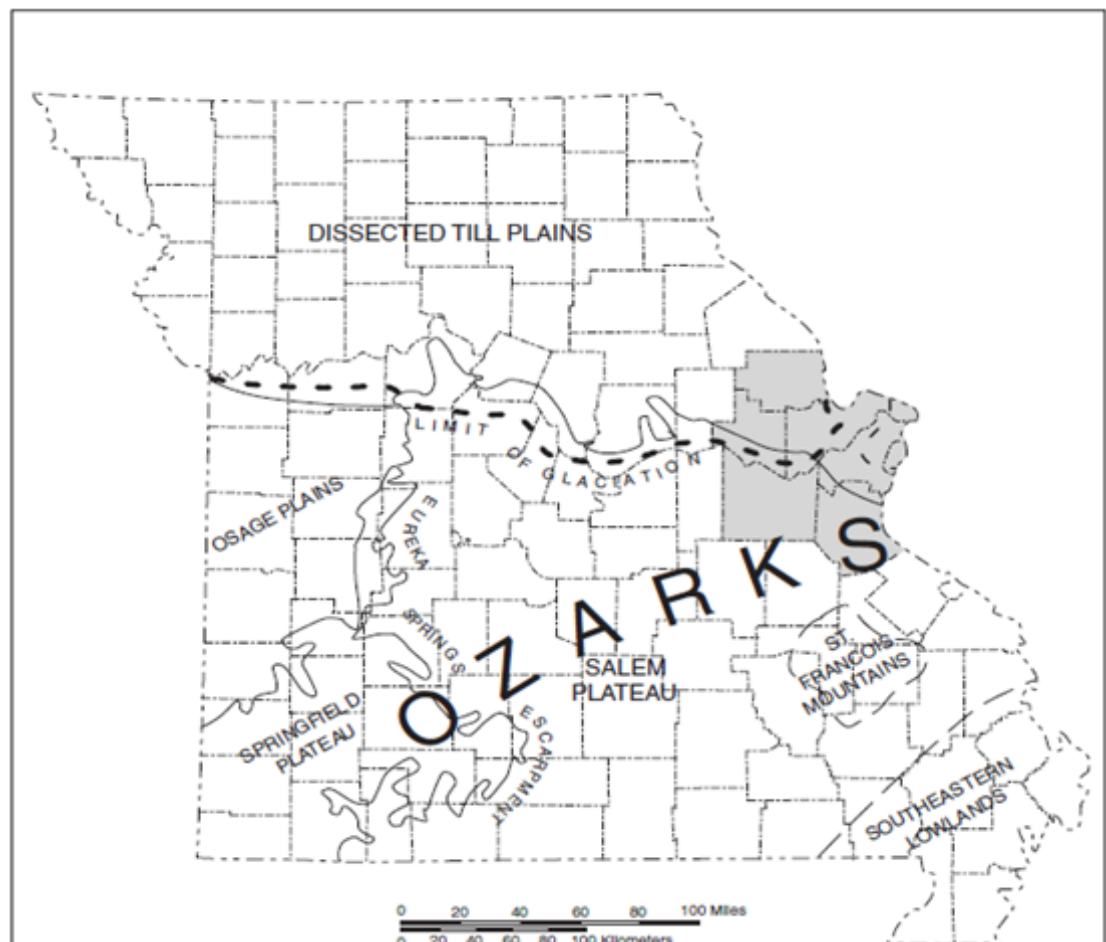 DISSECTED TILL PLAINS
LIMIT OF GLACIATION
OSAGE PLAINS
EUREKA SPRINGS ESCARPMENT
OZARKS
SALEM
PLATEAU
ST.
FRANCOIS
MOUNTAINS
SPRINGFIELD
PLATEAU
SOUTHEASTERN
LOWLANDS
0 20 40 60 80 100 Miles
0 20 40 60 80 100 Kilometers